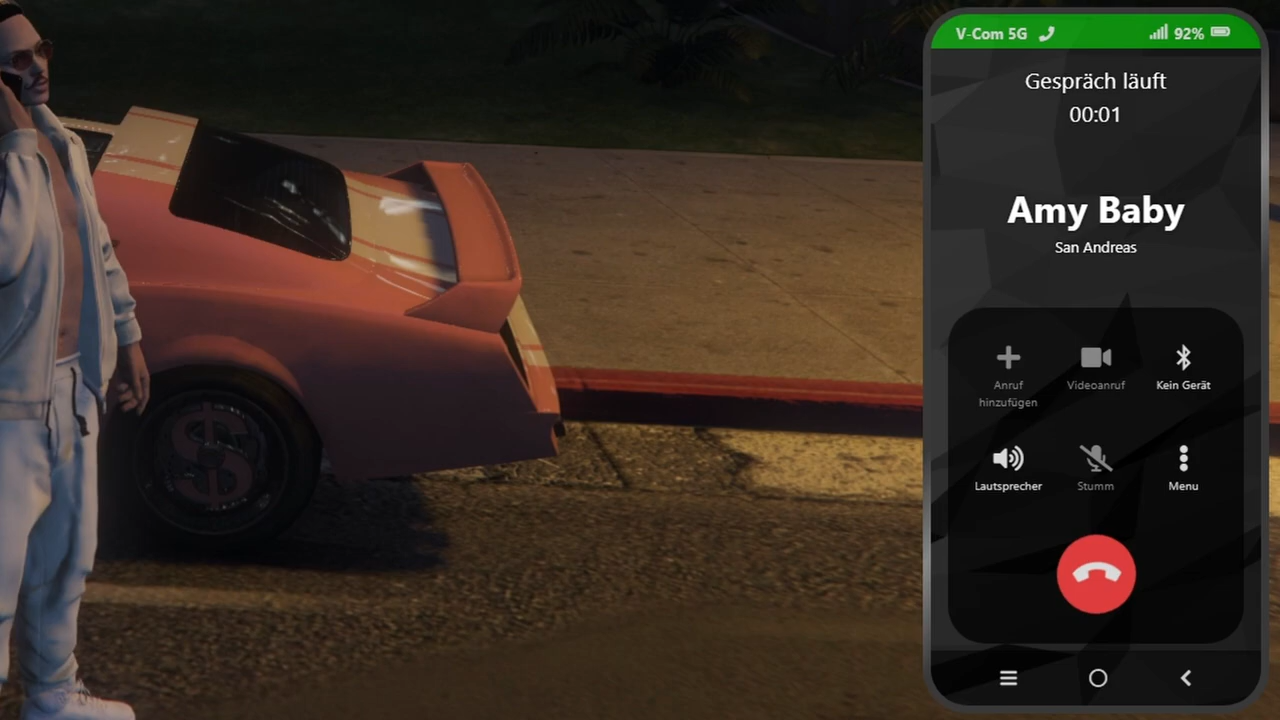 V-Com 5G 92%
Gespräch läuft
00:01
Amy Baby
San Andreas
Anruf
hinzufügen
Videoanruf
Kein Gerät
Lautsprecher
Stumm
Menu